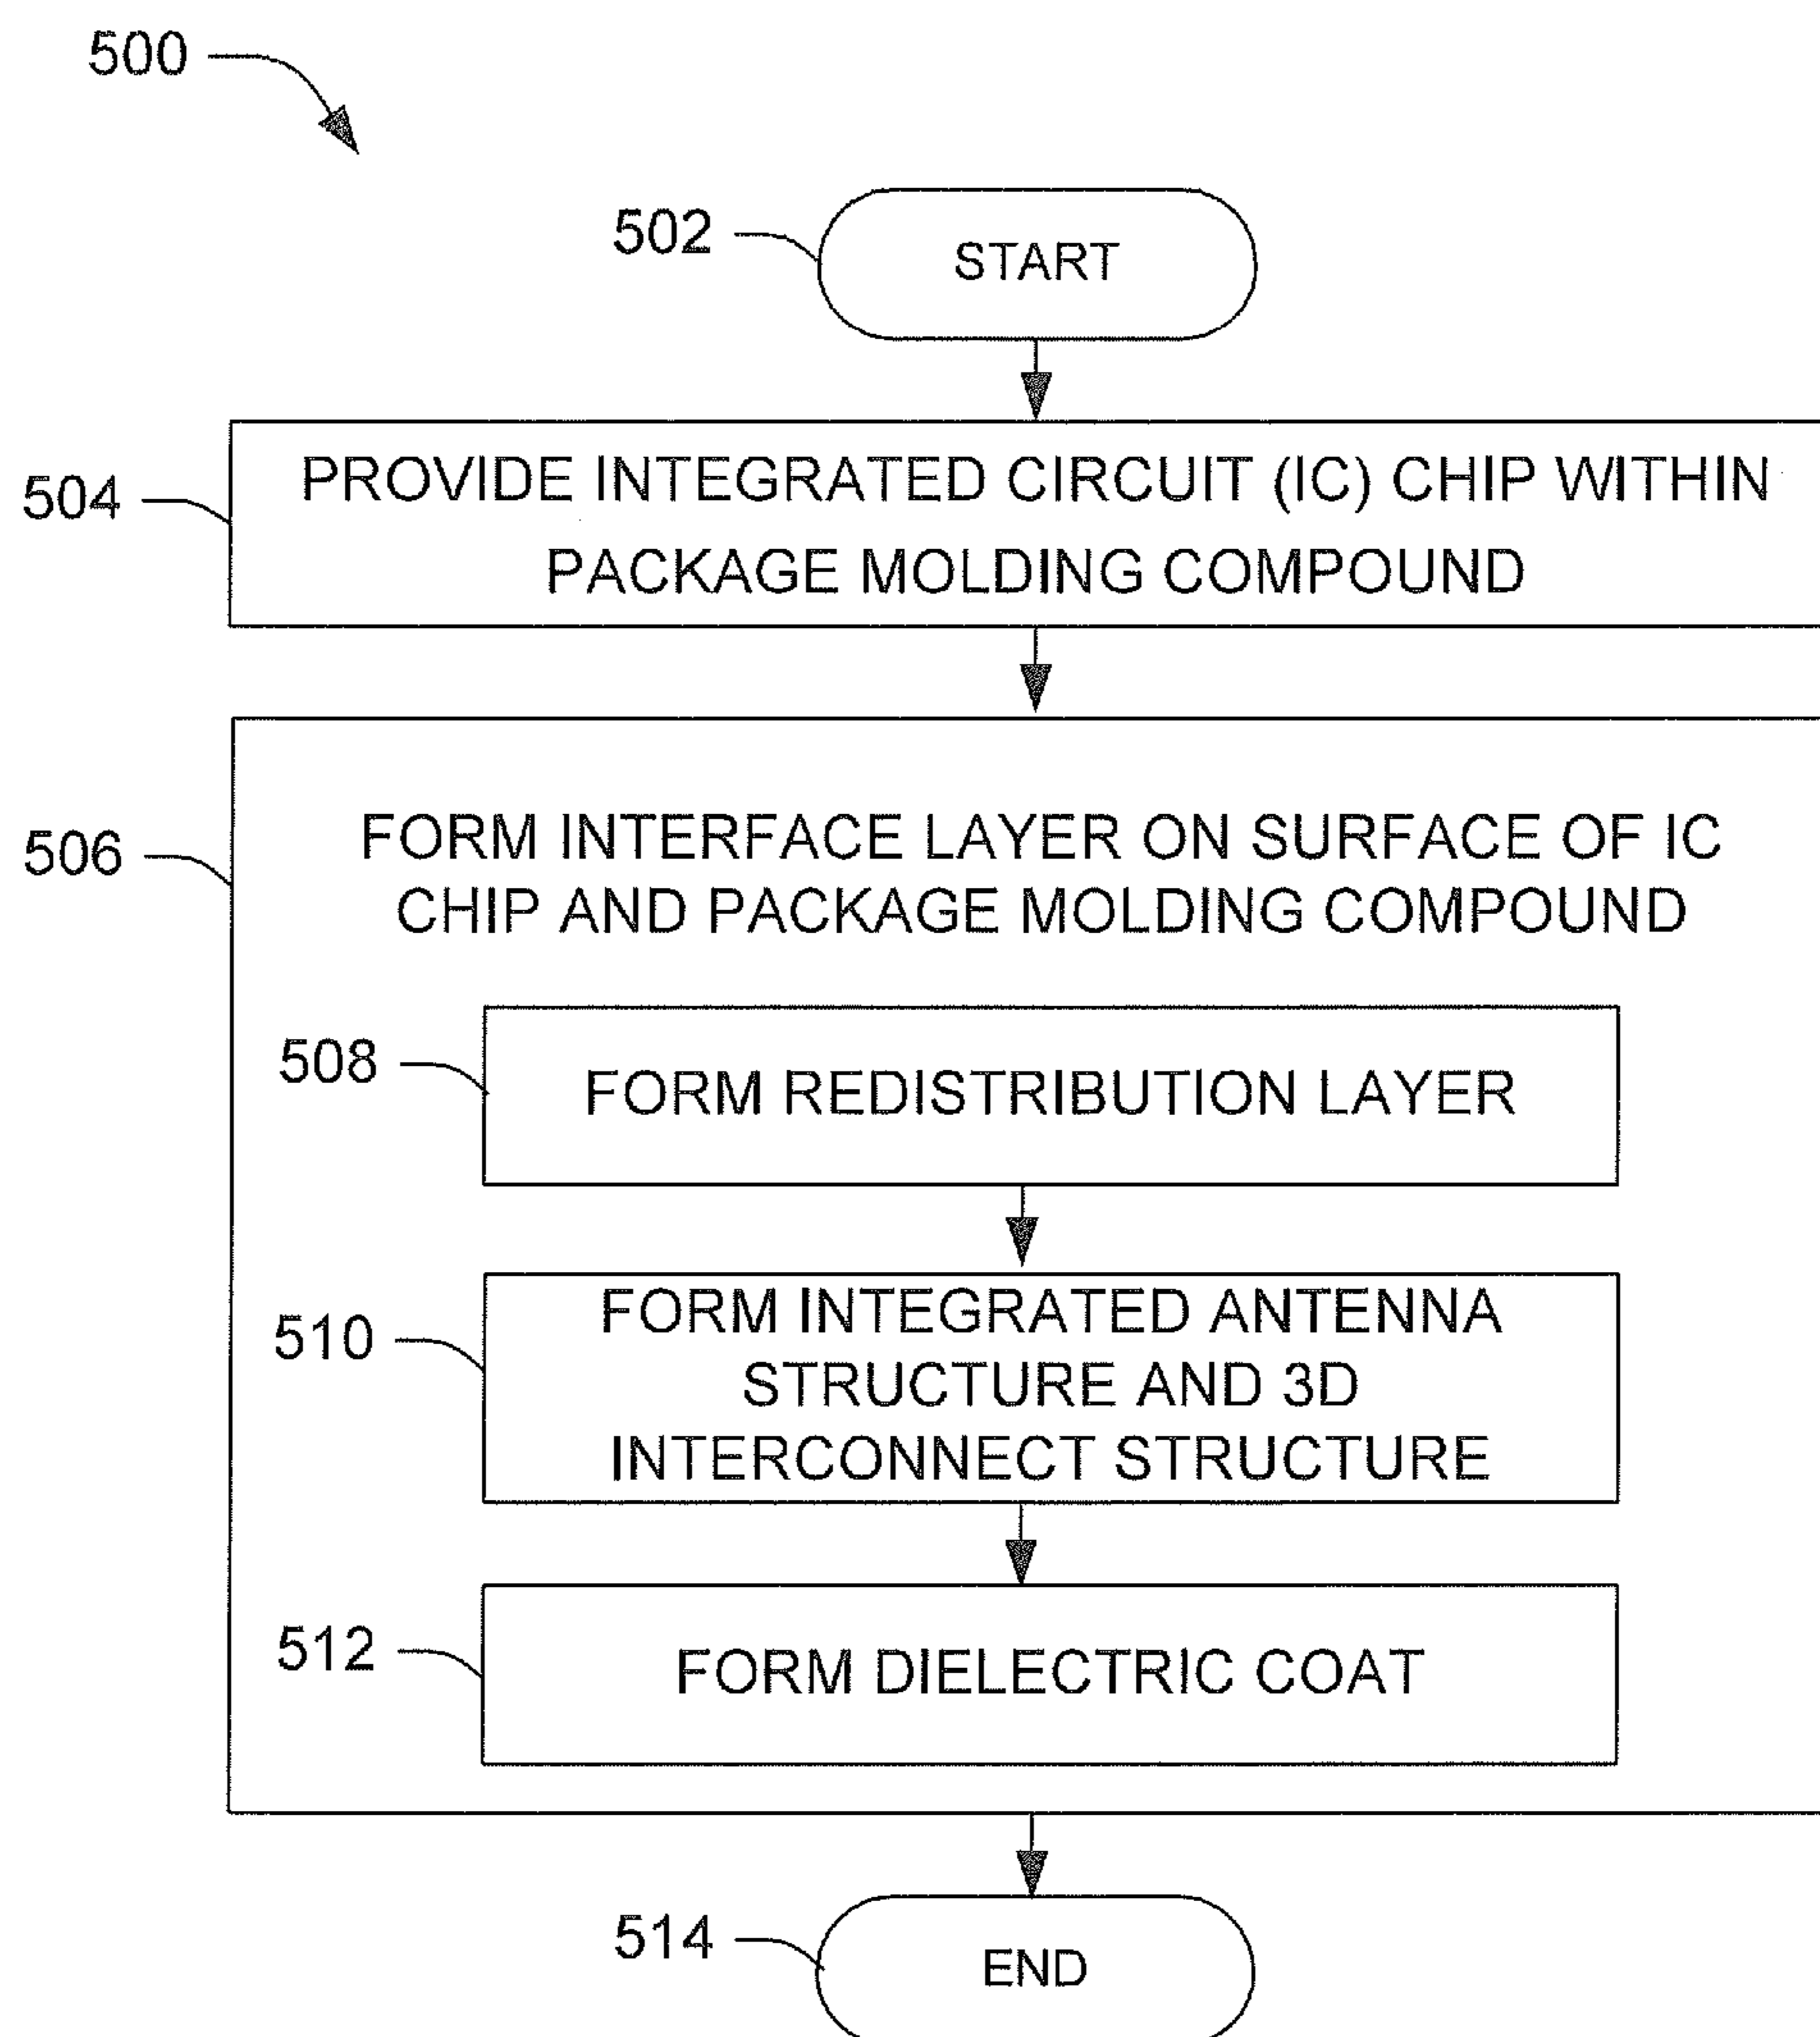 500
502
START
504
PROVIDE INTEGRATED CIRCUIT (IC) CHIP WITHIN
PACKAGE MOLDING COMPOUND
506
FORM INTERFACE LAYER ON SURFACE OF IC
CHIP AND PACKAGE MOLDING COMPOUND
508
FORM REDISTRIBUTION LAYER
510
FORM INTEGRATED ANTENNA
STRUCTURE AND 3D
INTERCONNECT STRUCTURE
512
FORM DIELECTRIC COAT
514
END